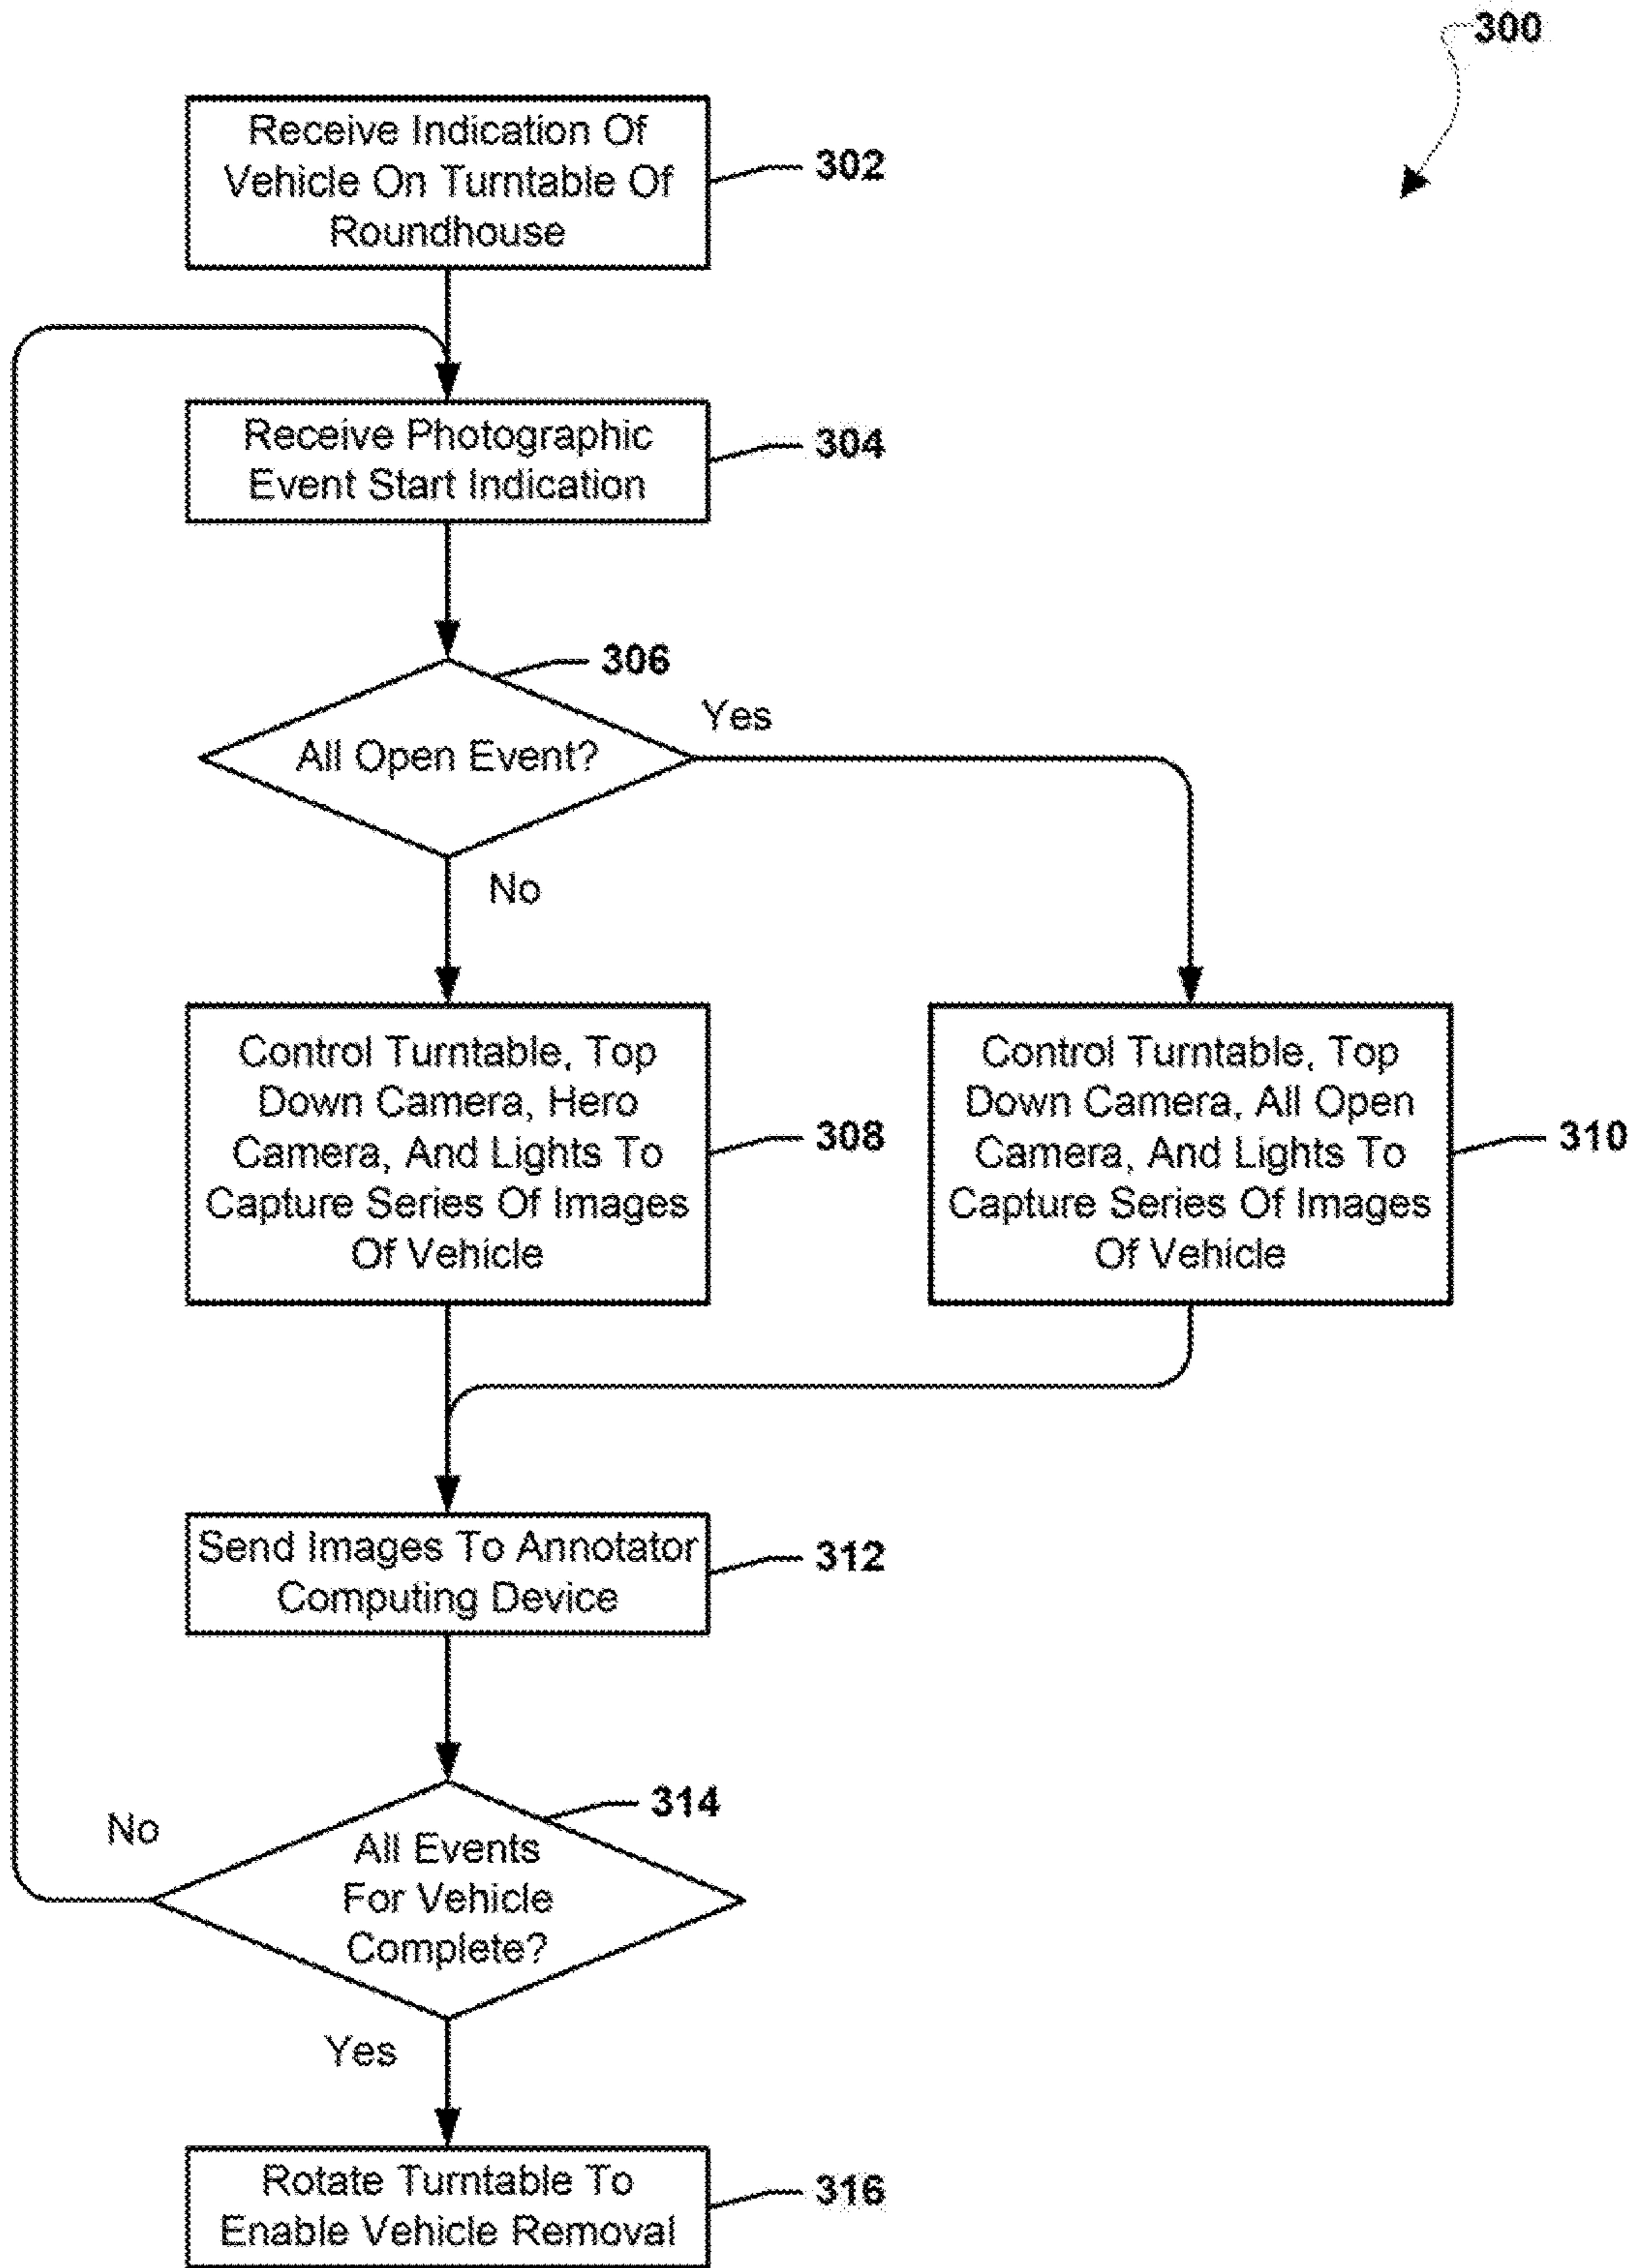 300
Receive Indication Of
Vehicle On Turntable Of
Roundhouse
302
Receive Photographic
Event Start Indication
304
306
All Open Event?
Yes
No
Control Turntable, Top
Down Camera, Hero
Camera, And Lights To
Capture Series Of Images
Of Vehicle
308
Control Turntable, Top
Down Camera, All Open
Camera, And Lights To
Capture Series Of Images
Of Vehicle
310
Send Images To Annotator
Computing Device
312
314
No
All Events
For Vehicle
Complete?
Yes
Rotate Turntable To
Enable Vehicle Removal
316